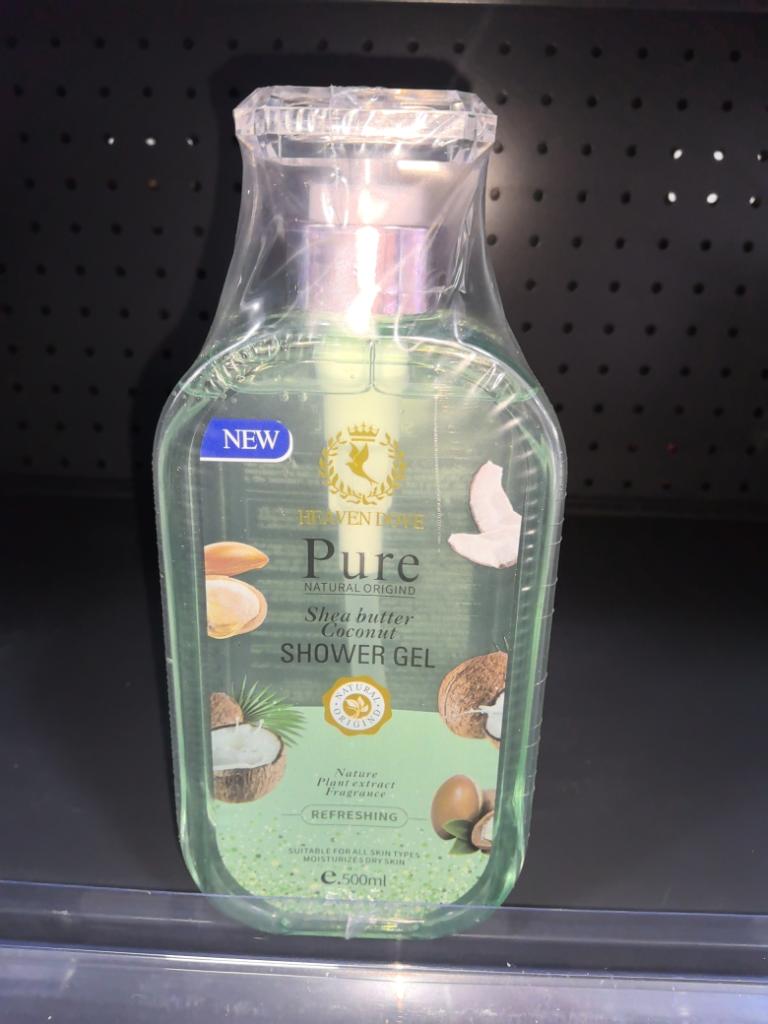 NEW
HEAVEN DOVE
Pure
NATURAL ORIGIND
Shea butter
Coconut
SHOWER GEL
NATURAL
ORIGIND
Nature
Plant extract
Fragrance
REFRESHING
SUITABLE FOR ALL SKIN TYPES
MOISTURIZES DRY SKIN
e.500ml